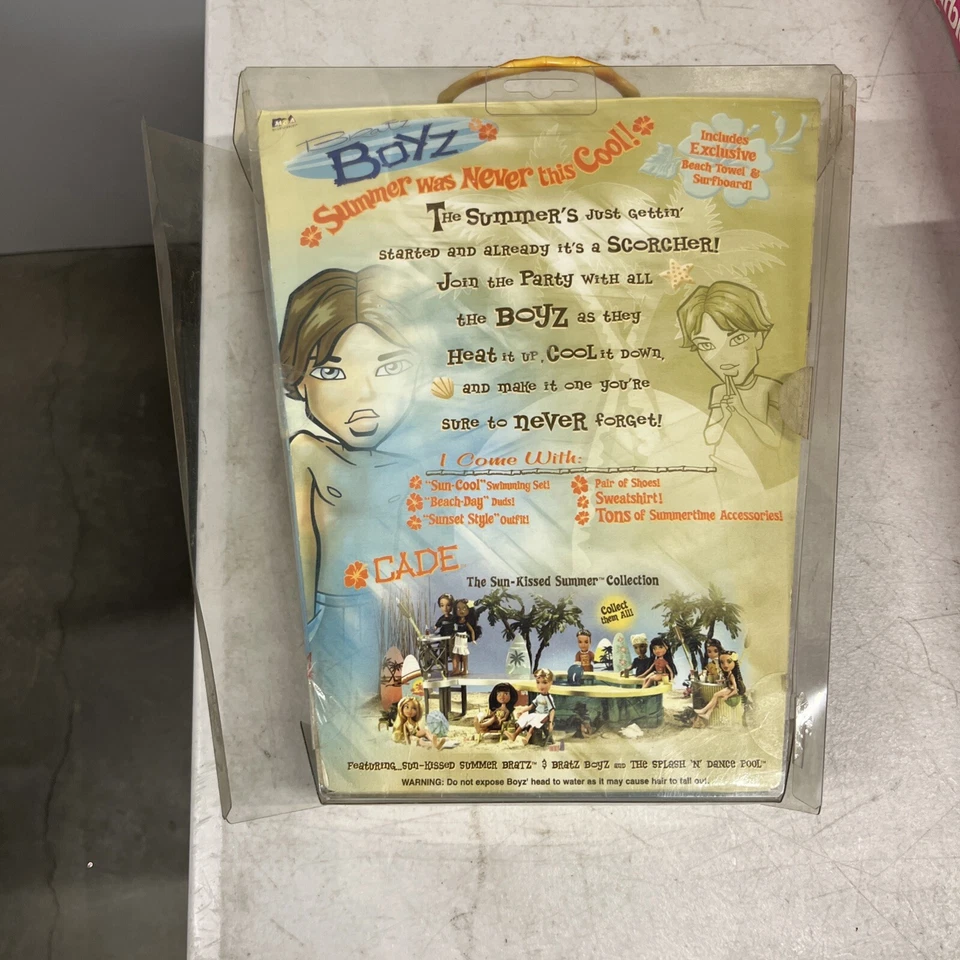 MGA
Bratz
BOYZ
Summer was Never this Cool!!
Includes
Exclusive
Beach Towel &
Surfboard!
The Summer's just gettin'
started and already it's a SCORCHER!
Join the Party with all
the BOYZ as they
Heat it up, COOL it down,
and make it one you're
sure to never forget!
I Come With:
"Sun-Cool" Swimming Set!
"Beach-Day" Duds!
"Sunset Style" Outfit!
Pair of Shoes!
Sweatshirt!
Tons of Summertime Accessories!
CADE
The Sun-Kissed Summer™ Collection
Collect
them All!
Featuring...Sun-Kissed Summer Bratz™ & Bratz Boyz and The Splash 'N' Dance Pool™
WARNING: Do not expose Boyz' head to water as it may cause hair to fall out.